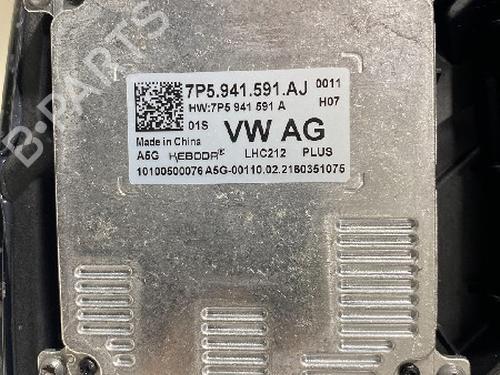 7P5.941.591.AJ 0011
HW:7P5 941 591 A H07
01S VW AG
Made in China
A5G KEBODA® LHC212 PLUS
10100500076 A5G-00110.02.2160351075
B-PARTS